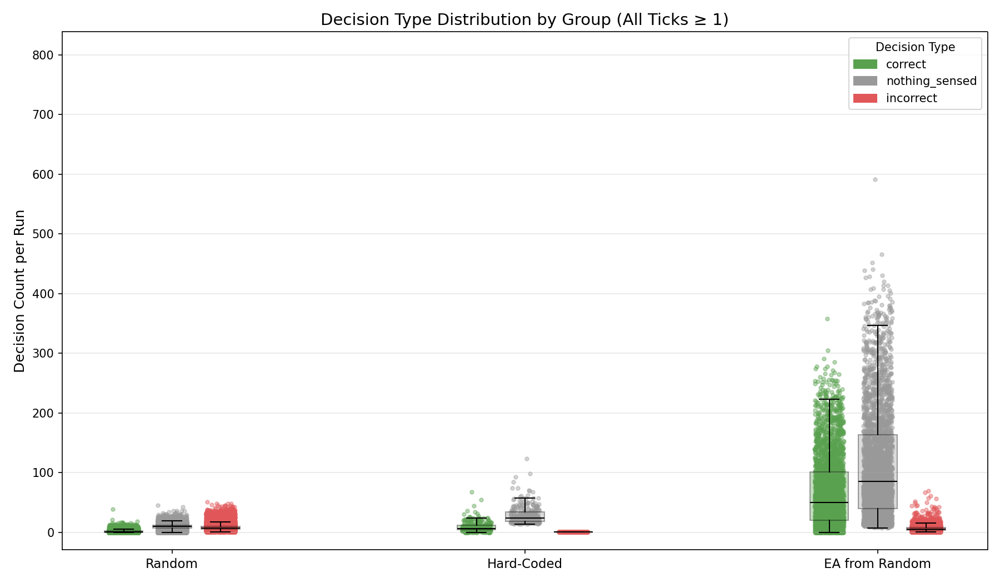 Decision Type Distribution by Group (All Ticks ≥ 1)
Decision Count per Run
800
700
600
500
400
300
200
100
0
Decision Type
correct
nothing_sensed
incorrect
Random
Hard-Coded
EA from Random